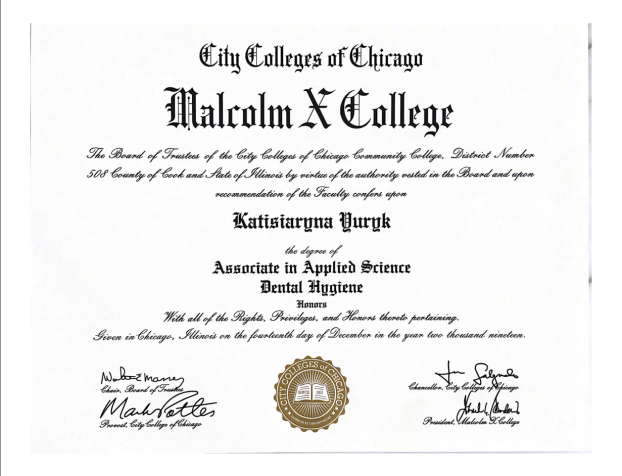 City Colleges of Chicago
Malcolm X College
The Board of Trustees of the City Colleges of Chicago Community College, District Number
508 County of Cook and State of Illinois by virtue of the authority vested in the Board and upon
recommendation of the Faculty confers upon
Katisiaryna Yuryk
the degree of
Associate in Applied Science
Dental Hygiene
Honors
With all of the Rights, Privileges, and Honors thereto pertaining.
Given in Chicago, Illinois on the fourteenth day of December in the year two thousand nineteen.
Chair, Board of Trustees
Provost, City College of Chicago
CITY COLLEGES OF CHICAGO
Chancellor, City Colleges of Chicago
President, Malcolm X College